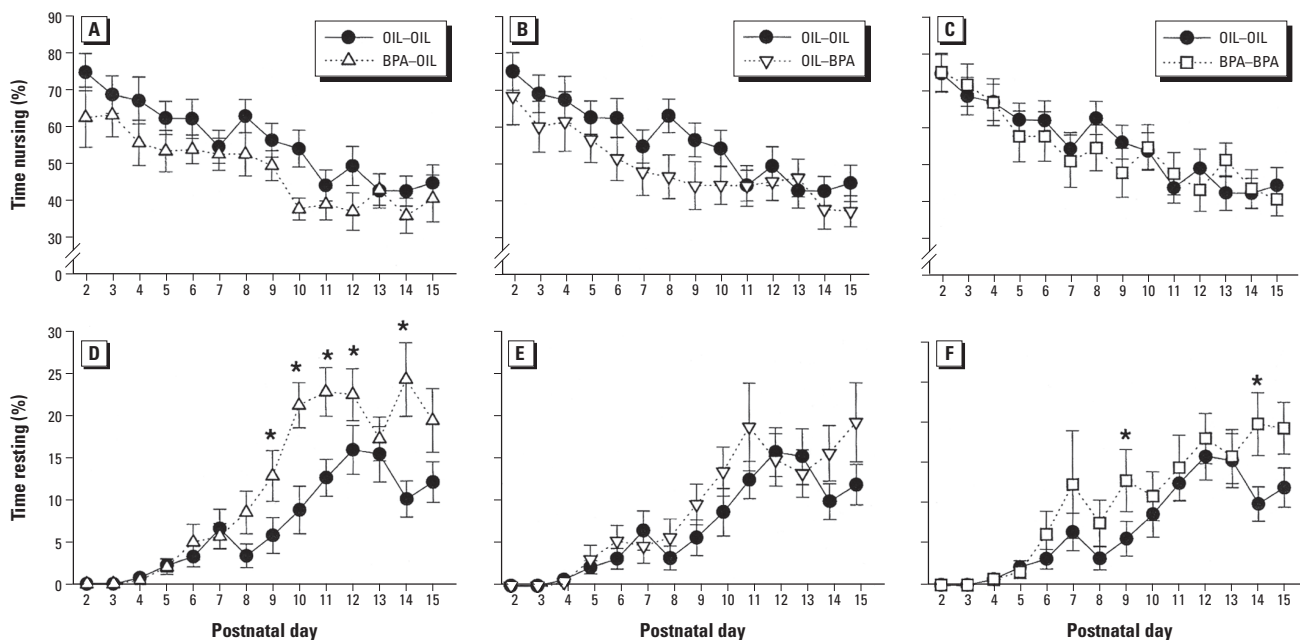 A
OIL–OIL
BPA–OIL
B
OIL–OIL
OIL–BPA
C
OIL–OIL
BPA–BPA
Time nursing (%)
90
80
70
60
50
40
30
0
2 3 4 5 6 7 8 9 10 11 12 13 14 15
2 3 4 5 6 7 8 9 10 11 12 13 14 15
2 3 4 5 6 7 8 9 10 11 12 13 14 15
D
* * * * *
E
F
* *
Time resting (%)
30
25
20
15
10
5
0
2 3 4 5 6 7 8 9 10 11 12 13 14 15
2 3 4 5 6 7 8 9 10 11 12 13 14 15
2 3 4 5 6 7 8 9 10 11 12 13 14 15
Postnatal day
Postnatal day
Postnatal day